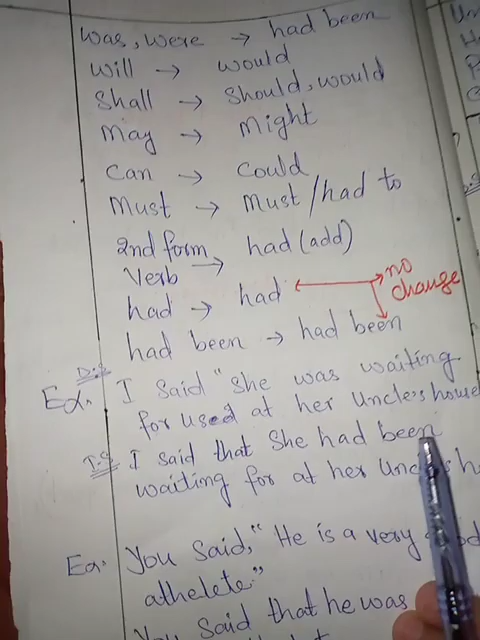 was, were → had been
will → would
Shall → Should, would
may → might
can → could
Must → Must/had to
2nd form
Verb → had (add)
had → had
no
change
had been → had been
D.S
Ex. I said "she was waiting
for used at her Uncle's house
I.S I said that She had been
waiting for at her
Ex. You said, "He is a very
athelete."
You Said that he was